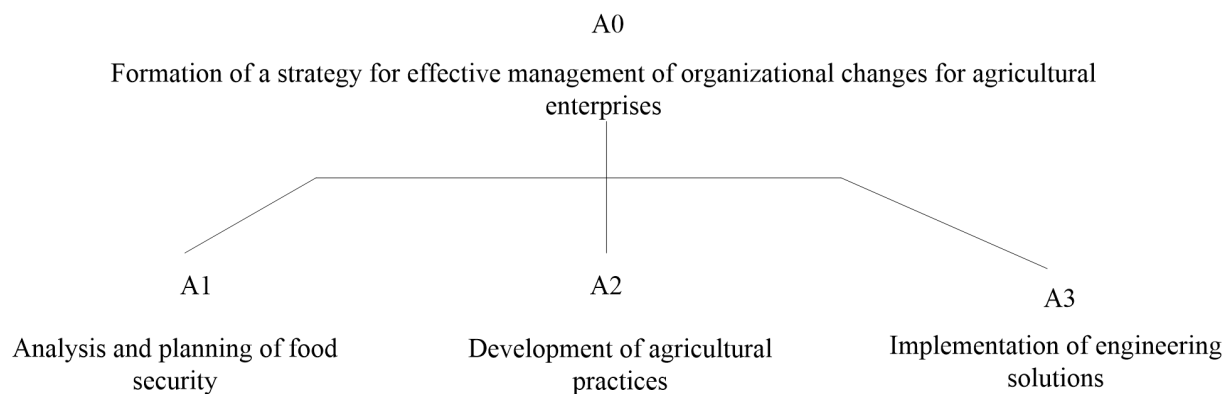 A0
Formation of a strategy for effective management of organizational changes for agricultural
enterprises
A1
Analysis and planning of food
security
A2
Development of agricultural
practices
A3
Implementation of engineering
solutions